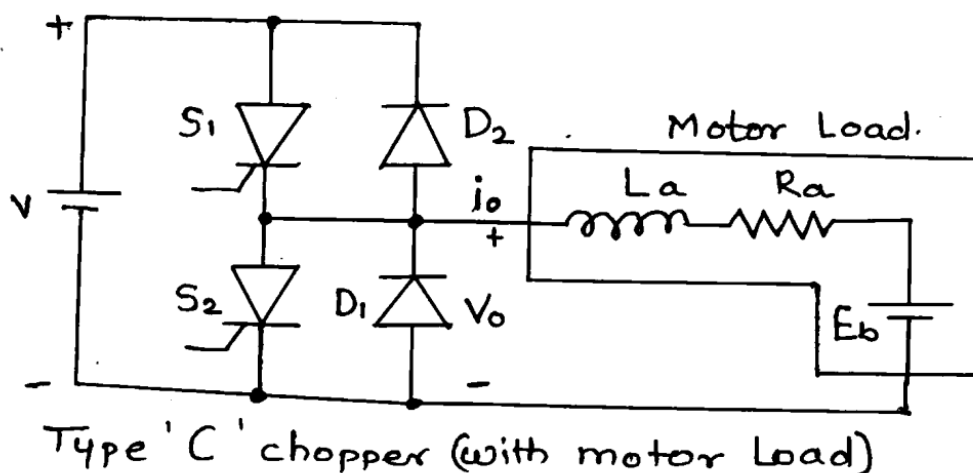 +
S1
D2
Motor Load.
V
io
+
La
Ra
S2
D1
Vo
Eb
-
-
Type 'C' chopper (with motor Load)